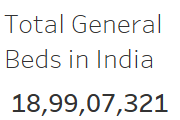 Total General
Beds in India
18,99,07,321